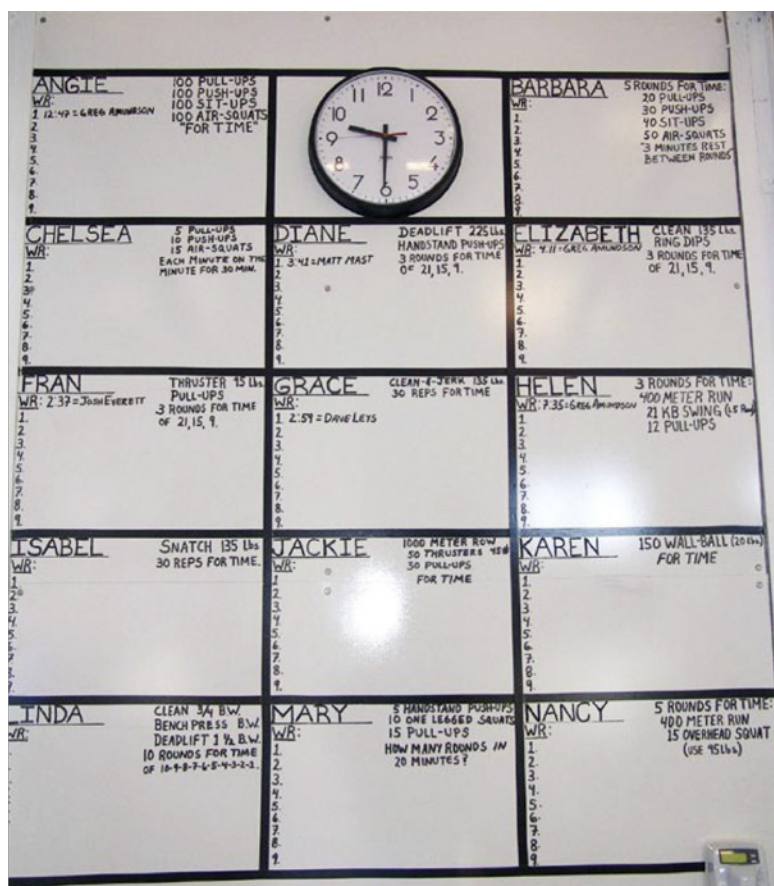 ANGIE
100 PULL-UPS
100 PUSH-UPS
100 SIT-UPS
100 AIR-SQUATS
"FOR TIME"
WR:
1 12:47 = GREG AMUNDSON
2.
3.
4.
5.
6.
7.
8.
9.
12
1
2
3
4
5
6
7
8
9
10
11
BARBARA
5 ROUNDS FOR TIME:
20 PULL-UPS
30 PUSH-UPS
40 SIT-UPS
50 AIR-SQUATS
3 MINUTES REST
BETWEEN ROUNDS
WR:
1.
2.
3.
4.
5.
6.
7.
8.
9.
CHELSEA
5 PULL-UPS
10 PUSH-UPS
15 AIR-SQUATS
EACH MINUTE ON THE
MINUTE FOR 30 MIN.
WR:
1.
2.
3.
4.
5.
6.
7.
8.
9.
DIANE
DEADLIFT 225 Lbs
HANDSTAND PUSH-UPS
3 ROUNDS FOR TIME
OF 21, 15, 9.
WR:
1 3:41 = MATT MAST
2.
3.
4.
5.
6.
7.
8.
9.
ELIZABETH
CLEAN 135 Lbs
RING DIPS
3 ROUNDS FOR TIME
OF 21, 15, 9.
WR: 4:11 = GREG AMUNDSON
1.
2.
3.
4.
5.
6.
7.
8.
9.
FRAN
THRUSTER 95 Lbs.
PULL-UPS
3 ROUNDS FOR TIME
OF 21, 15, 9.
WR: 2:37 = JOSH EVERETT
1.
2.
3.
4.
5.
6.
7.
8.
9.
GRACE
CLEAN-&-JERK 135 Lbs
30 REPS FOR TIME
WR:
1 2:59 = DAVE LEYS
2.
3.
4.
5.
6.
7.
8.
9.
HELEN
3 ROUNDS FOR TIME:
400 METER RUN
21 KB SWING (1.5 Pood)
12 PULL-UPS
WR: 7:35 = GREG AMUNDSON
1.
2.
3.
4.
5.
6.
7.
8.
9.
ISABEL
SNATCH 135 Lbs
30 REPS FOR TIME.
WR:
1
2
3.
4.
5.
6.
7.
8.
9.
JACKIE
1000 METER ROW
50 THRUSTERS 45#
30 PULL-UPS
FOR TIME
WR:
1.
2.
3.
4.
5.
6.
7.
8.
9.
KAREN
150 WALL-BALL (20 Lbs)
FOR TIME
WR:
1.
2.
3.
4.
5.
6.
7.
8.
9.
LINDA
CLEAN 3/4 B.W.
BENCH PRESS B.W.
DEADLIFT 1 1/2 B.W.
10 ROUNDS FOR TIME
OF 10-9-8-7-6-5-4-3-2-1.
WR:
MARY
5 HANDSTAND PUSH-UPS
10 ONE LEGGED SQUATS
15 PULL-UPS
HOW MANY ROUNDS IN
20 MINUTES?
WR:
1.
2.
3.
4.
5.
6.
7.
8.
9.
NANCY
5 ROUNDS FOR TIME:
400 METER RUN
15 OVERHEAD SQUAT
(USE 95 Lbs)
WR:
1.
2.
3.
4.
5.
6.
7.
8.
9.